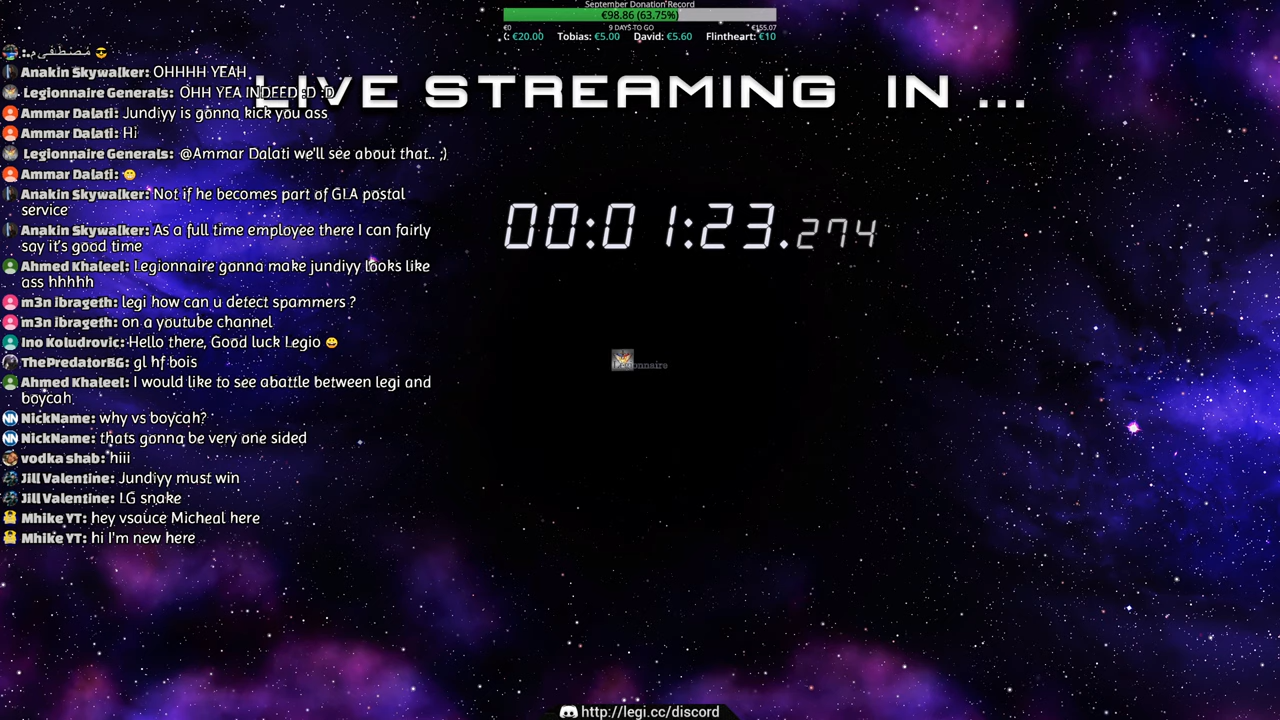 September Donation Record
€98.86 (63.75%)
€0 9 DAYS TO GO €155.07
(: €20.00 Tobias: €5.00 David: €5.60 Flintheart: €10
LIVE STREAMING IN ...
00:01:23.274
Legionnaire
Anakin Skywalker: OHHHH YEAH
Legionnaire Generals: OHH YEA INDEED :D :D
Ammar Dalati: Jundiyy is gonna kick you ass
Ammar Dalati: Hi
Legionnaire Generals: @Ammar Dalati we'll see about that.. ;)
Ammar Dalati: 😬
Anakin Skywalker: Not if he becomes part of GLA postal
service
Anakin Skywalker: As a full time employee there I can fairly
say it's good time
Ahmed Khaleel: Legionnaire gonna make jundiyy looks like
ass hhhhh
m3n ibrageth: legi how can u detect spammers ?
m3n ibrageth: on a youtube channel
Ino Koludrovic: Hello there, Good luck Legio 😀
ThePredatorBG: gl hf bois
Ahmed Khaleel: I would like to see abattle between legi and
boycah
NN NickName: why vs boycah?
NN NickName: thats gonna be very one sided
vodka shab: hiii
Jill Valentine: Jundiyy must win
Jill Valentine: LG snake
Mhike YT: hey vsauce Micheal here
Mhike YT: hi I'm new here
http://legi.cc/discord